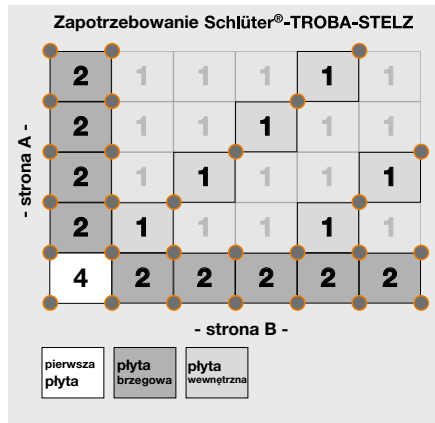 Zapotrzebowanie Schlüter®-TROBA-STELZ
2 1 1 1 1 1
2 1 1 1 1 1
2 1 1 1 1 1
2 1 1 1 1 1
4 2 2 2 2 2
- strona A -
- strona B -
pierwsza
płyta
płyta
brzegowa
płyta
wewnętrzna